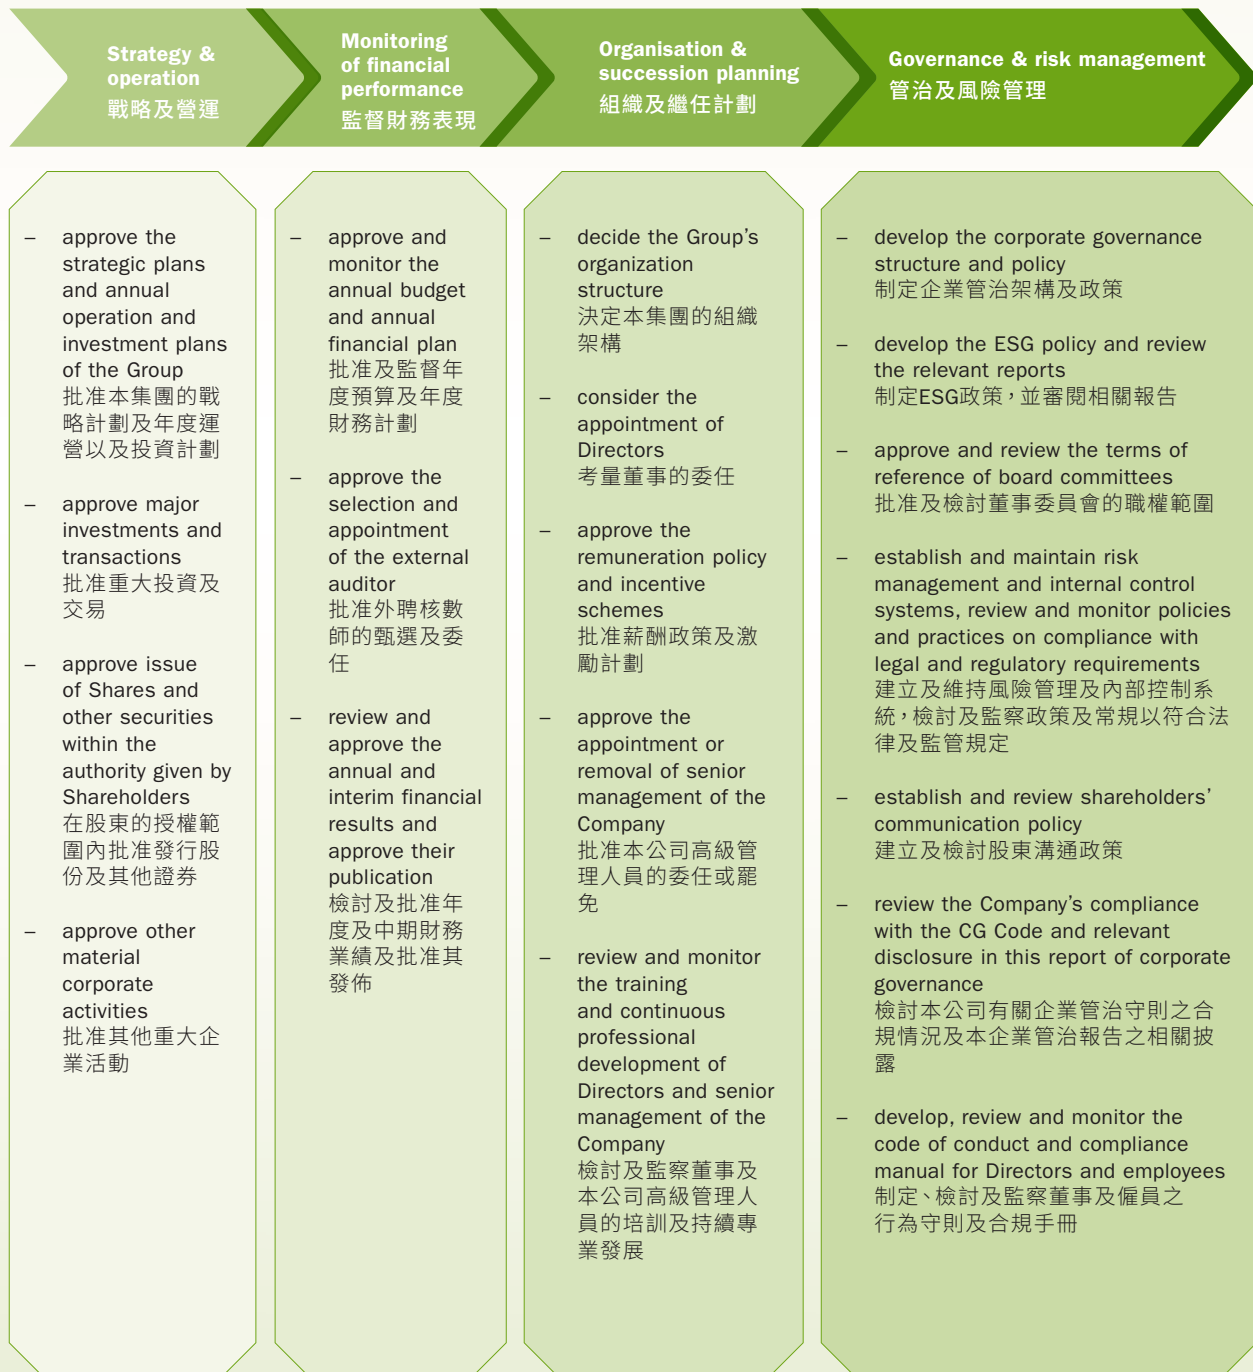 Strategy &
operation
戰略及營運
Monitoring
of financial
performance
監督財務表現
Organisation &
succession planning
組織及繼任計劃
Governance & risk management
管治及風險管理
– approve the
strategic plans
and annual
operation and
investment plans
of the Group
批准本集團的戰
略計劃及年度運
營以及投資計劃
– approve major
investments and
transactions
批准重大投資及
交易
– approve issue
of Shares and
other securities
within the
authority given by
Shareholders
在股東的授權範
圍內批准發行股
份及其他證券
– approve other
material
corporate
activities
批准其他重大企
業活動
– approve and
monitor the
annual budget
and annual
financial plan
批准及監督年
度預算及年度
財務計劃
– approve the
selection and
appointment
of the external
auditor
批准外聘核數
師的甄選及委
任
– review and
approve the
annual and
interim financial
results and
approve their
publication
檢討及批准年
度及中期財務
業績及批准其
發佈
– decide the Group’s
organization
structure
決定本集團的組織
架構
– consider the
appointment of
Directors
考量董事的委任
– approve the
remuneration policy
and incentive
schemes
批准薪酬政策及激
勵計劃
– approve the
appointment or
removal of senior
management of the
Company
批准本公司高級管
理人員的委任或罷
免
– review and monitor
the training
and continuous
professional
development of
Directors and senior
management of the
Company
檢討及監察董事及
本公司高級管理人
員的培訓及持續專
業發展
– develop the corporate governance
structure and policy
制定企業管治架構及政策
– develop the ESG policy and review
the relevant reports
制定ESG政策，並審閱相關報告
– approve and review the terms of
reference of board committees
批准及檢討董事委員會的職權範圍
– establish and maintain risk
management and internal control
systems, review and monitor policies
and practices on compliance with
legal and regulatory requirements
建立及維持風險管理及內部控制系
統，檢討及監察政策及常規以符合法
律及監管規定
– establish and review shareholders’
communication policy
建立及檢討股東溝通政策
– review the Company’s compliance
with the CG Code and relevant
disclosure in this report of corporate
governance
檢討本公司有關企業管治守則之合
規情況及本企業管治報告之相關披
露
– develop, review and monitor the
code of conduct and compliance
manual for Directors and employees
制定、檢討及監察董事及僱員之
行為守則及合規手冊